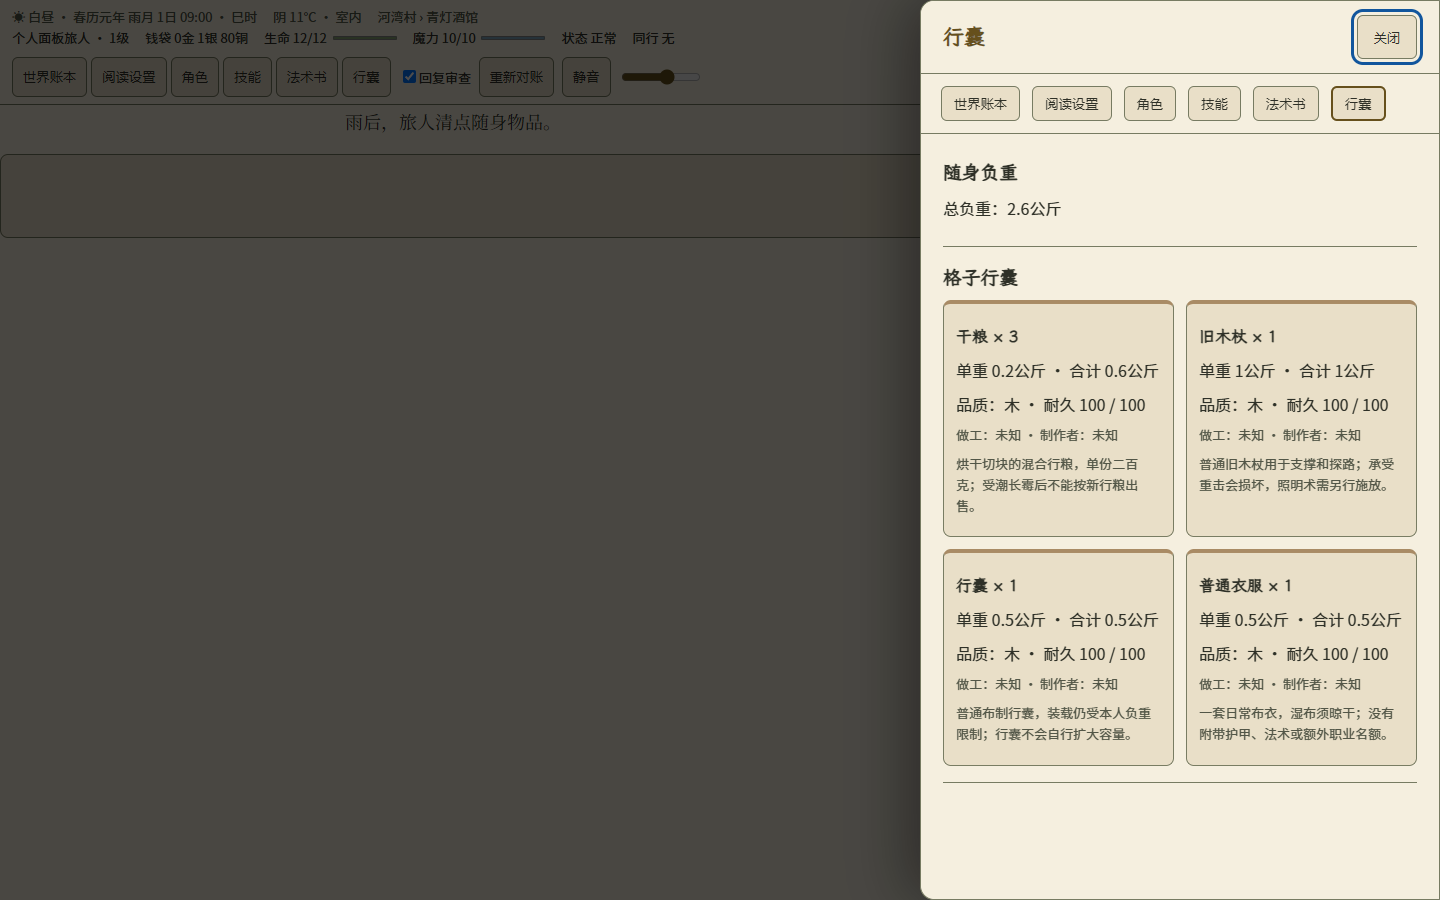 ☀ 白昼 · 春历元年 雨月 1日 09:00 · 巳时 阴 11°C · 室内 河湾村 › 青灯酒馆
个人面板旅人 · 1级 钱袋 0金 1银 80铜 生命 12/12 魔力 10/10 状态 正常 同行 无
世界账本 阅读设置 角色 技能 法术书 行囊 回复审查 重新对账 静音
雨后，旅人清点随身物品。
行囊 关闭
世界账本 阅读设置 角色 技能 法术书 行囊
随身负重
总负重：2.6公斤
格子行囊
干粮 × 3
单重 0.2公斤 · 合计 0.6公斤
品质：木 · 耐久 100 / 100
做工：未知 · 制作者：未知
烘干切块的混合行粮，单份二百
克；受潮长霉后不能按新行粮出
售。
旧木杖 × 1
单重 1公斤 · 合计 1公斤
品质：木 · 耐久 100 / 100
做工：未知 · 制作者：未知
普通旧木杖用于支撑和探路；承受
重击会损坏，照明术需另行施放。
行囊 × 1
单重 0.5公斤 · 合计 0.5公斤
品质：木 · 耐久 100 / 100
做工：未知 · 制作者：未知
普通布制行囊，装载仍受本人负重
限制；行囊不会自行扩大容量。
普通衣服 × 1
单重 0.5公斤 · 合计 0.5公斤
品质：木 · 耐久 100 / 100
做工：未知 · 制作者：未知
一套日常布衣，湿布须晾干；没有
附带护甲、法术或额外职业名额。